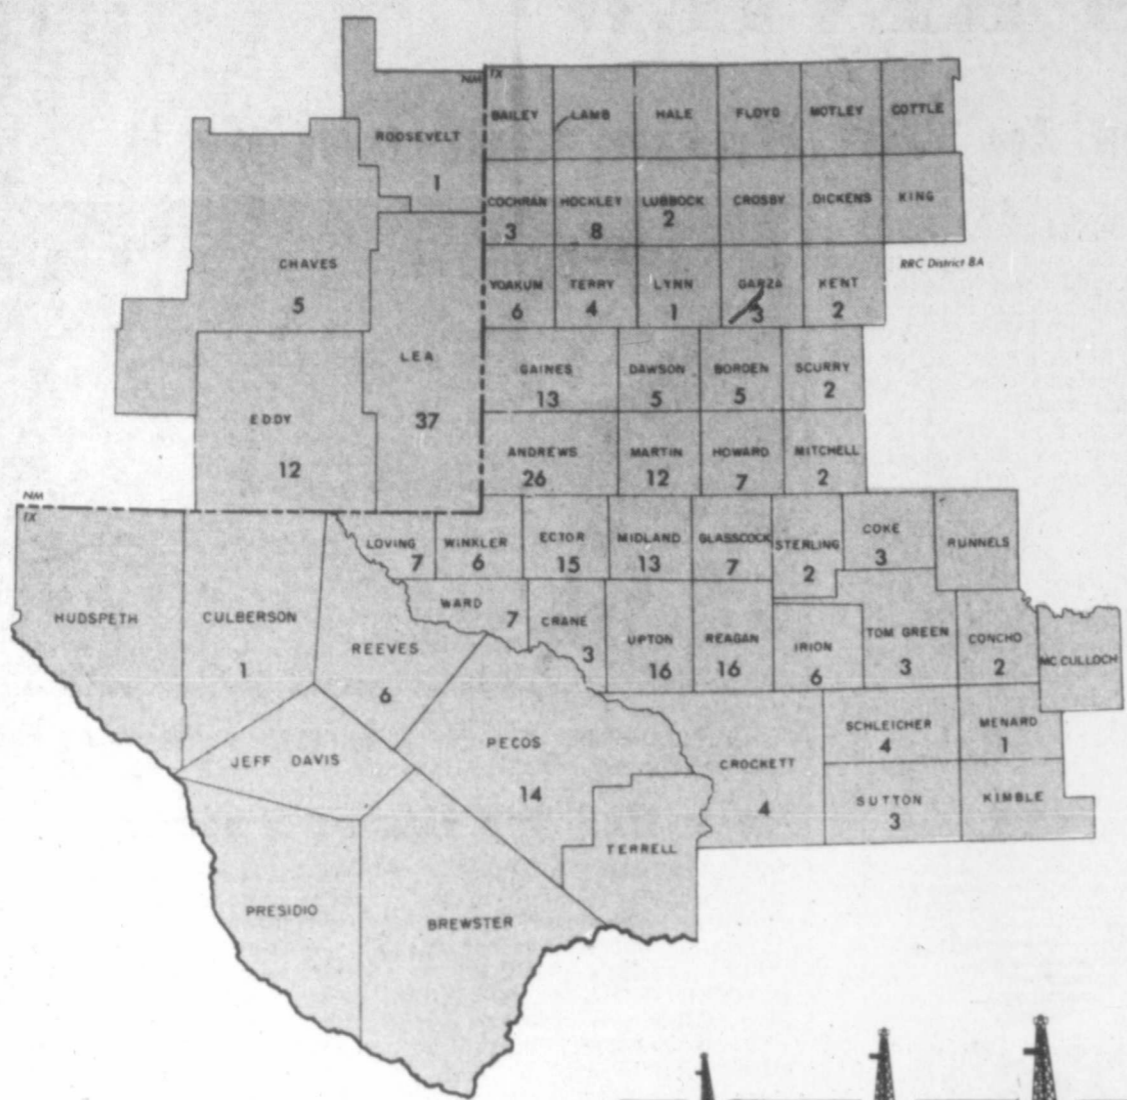 NM TX
BAILEY LAMB HALE FLOYD MOTLEY COTTLE
ROOSEVELT
1
COCHRAN HOCKLEY LUBBOCK CROSBY DICKENS KING
3 8 2
CHAVES
5
RRC District 8A
YOAKUM TERRY LYNN GARZA KENT
6 4 1 3 2
LEA
37
GAINES DAWSON BORDEN SCURRY
13 5 5 2
EDDY
12
ANDREWS MARTIN HOWARD MITCHELL
26 12 7 2
NM
TX
LOVING WINKLER ECTOR MIDLAND GLASSCOCK STERLING COKE RUNNELS
7 6 15 13 7 2 3
HUDSPETH CULBERSON
1
REEVES
6
WARD
7
CRANE
3
UPTON REAGAN IRION TOM GREEN CONCHO MC CULLOCH
16 16 6 3 2
JEFF DAVIS
PECOS
14
CROCKETT
4
SCHLEICHER MENARD
4 1
SUTTON KIMBLE
3
TERRELL
PRESIDIO
BREWSTER